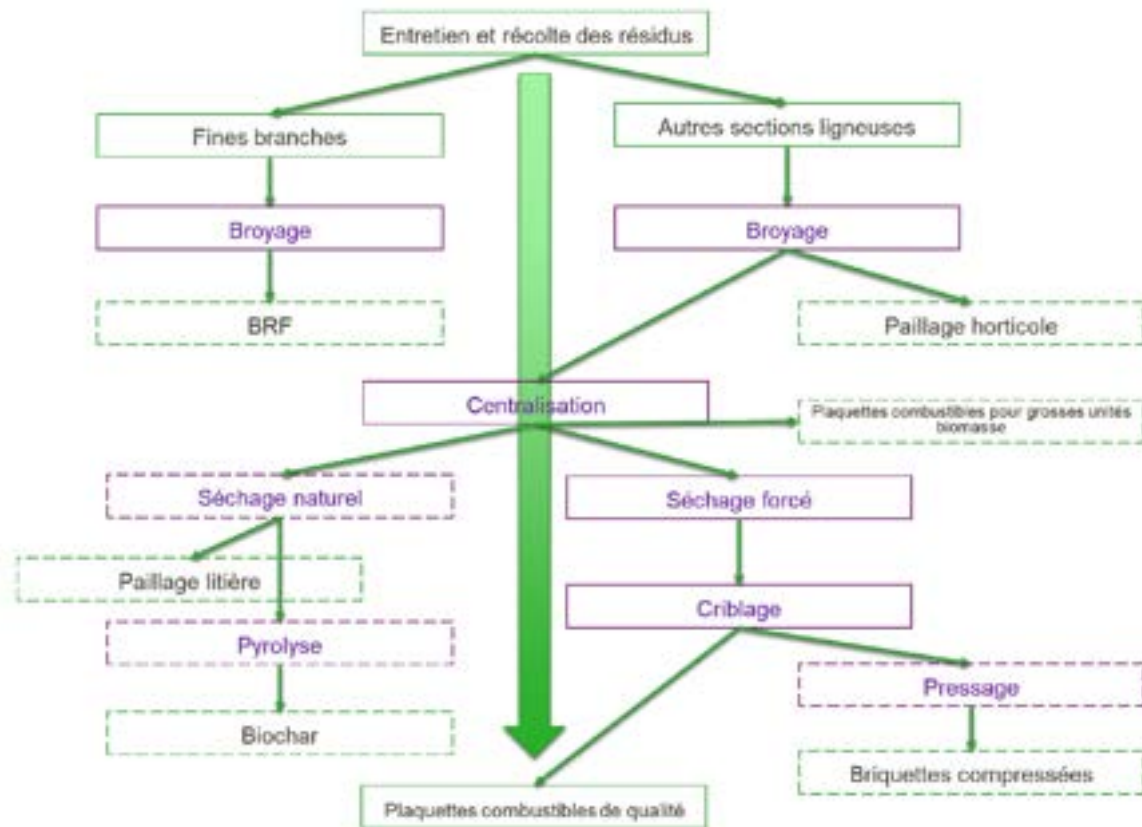 Entretien et récolte des résidus
Fines branches
Autres sections ligneuses
Broyage
Broyage
BRF
Paillage horticole
Centralisation
Plaquettes combustibles pour grosses unités
biomasse
Séchage naturel
Séchage forcé
Paillage litière
Criblage
Pyrolyse
Pressage
Biochar
Briquettes compressées
Plaquettes combustibles de qualité